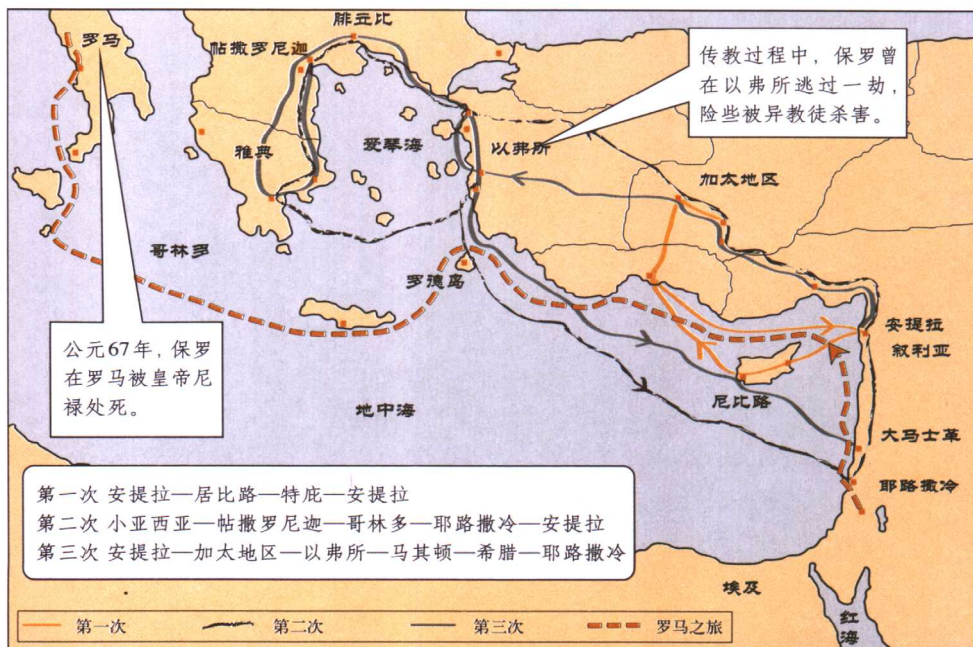 腓立比
罗马
帖撒罗尼迦
传教过程中，保罗曾
在以弗所逃过一劫，
险些被异教徒杀害。
雅典
爱琴海
以弗所
加太地区
哥林多
罗德岛
安提拉
叙利亚
公元67年，保罗
在罗马被皇帝尼
禄处死。
尼比路
地中海
大马士革
耶路撒冷
第一次 安提拉—居比路—特庇—安提拉
第二次 小亚西亚—帖撒罗尼迦—哥林多—耶路撒冷—安提拉
第三次 安提拉—加太地区—以弗所—马其顿—希腊—耶路撒冷
埃及
红海
第一次
第二次
第三次
罗马之旅